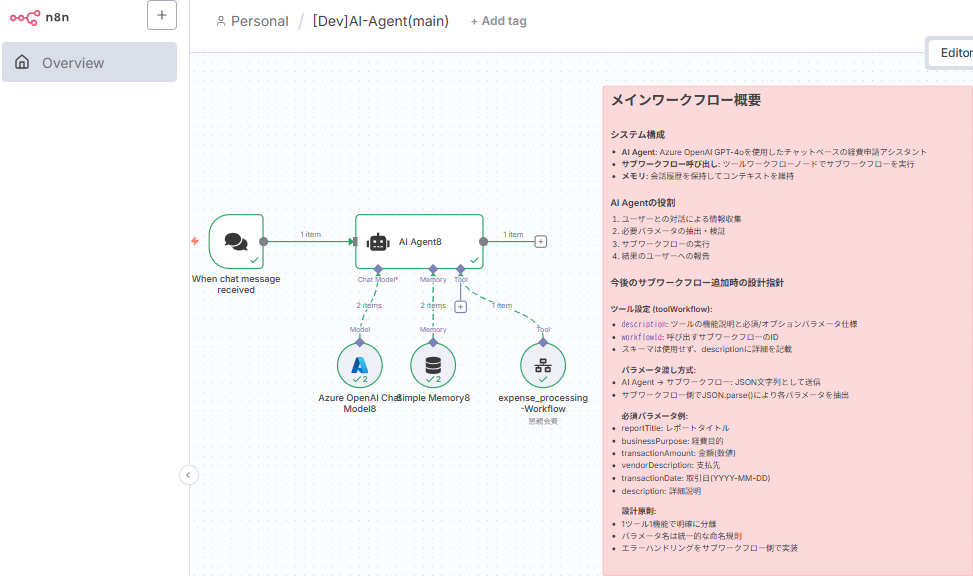 n8n
+
Personal / [Dev]AI-Agent(main) + Add tag
Overview
Editor
メインワークフロー概要
システム構成
• AI Agent: Azure OpenAI GPT-4oを使用したチャットベースの経費申請アシスタント
• サブワークフロー呼び出し: ツールワークフローノードでサブワークフローを実行
• メモリ: 会話履歴を保持してコンテキストを維持
AI Agentの役割
1. ユーザーとの対話による情報収集
2. 必要パラメータの抽出・検証
3. サブワークフローの実行
4. 結果のユーザーへの報告
今後のサブワークフロー追加時の設計指針
ツール設定 (toolWorkflow):
• description: ツールの機能説明と必須/オプションパラメータ仕様
• workflowId: 呼び出すサブワークフローのID
• スキーマは使用せず、descriptionに詳細を記載
パラメータ渡し方式:
• AI Agent → サブワークフロー: JSON文字列として送信
• サブワークフロー側でJSON.parse()により各パラメータを抽出
必須パラメータ例:
• reportTitle: レポートタイトル
• businessPurpose: 経費目的
• transactionAmount: 金額(数値)
• vendorDescription: 支払先
• transactionDate: 取引日(YYYY-MM-DD)
• description: 詳細説明
設計原則:
• 1ツール1機能で明確に分離
• パラメータ名は統一的な命名規則
• エラーハンドリングをサブワークフロー側で実装
When chat message
received
1 item
AI Agent8
1 item
+
Chat Model*
Memory
Tool
+
2 items
2 items
1 item
Model
Memory
Tool
2
2
Azure OpenAI Chat
Model8
Simple Memory8
expense_processing
-Workflow
懇親会費